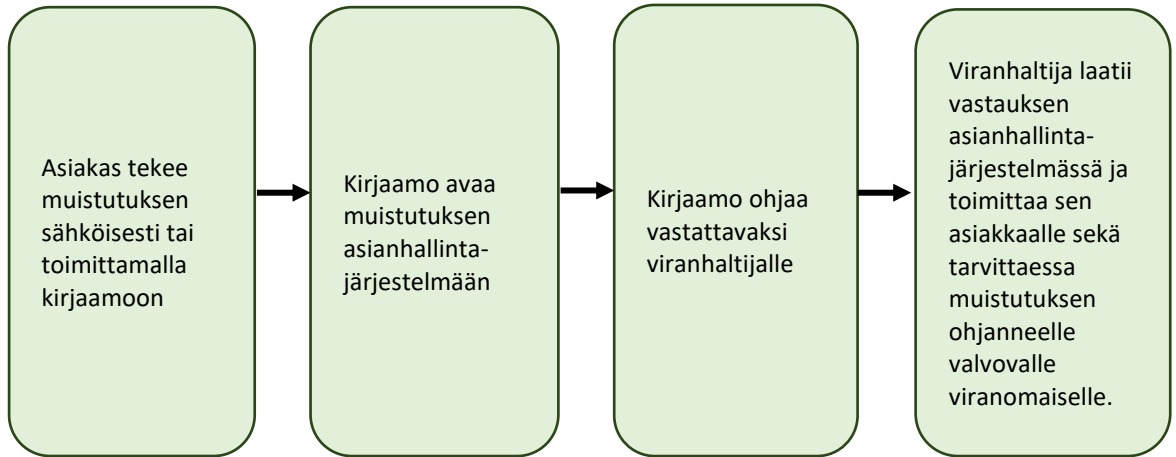 Asiakas tekee
muistutuksen
sähköisesti tai
toimittamalla
kirjaamoon
Kirjaamo avaa
muistutuksen
asianhallinta-
järjestelmään
Kirjaamo ohjaa
vastattavaksi
viranhaltijalle
Viranhaltija laatii
vastauksen
asianhallinta-
järjestelmässä ja
toimittaa sen
asiakkaalle sekä
tarvittaessa
muistutuksen
ohjanneelle
valvovalle
viranomaiselle.